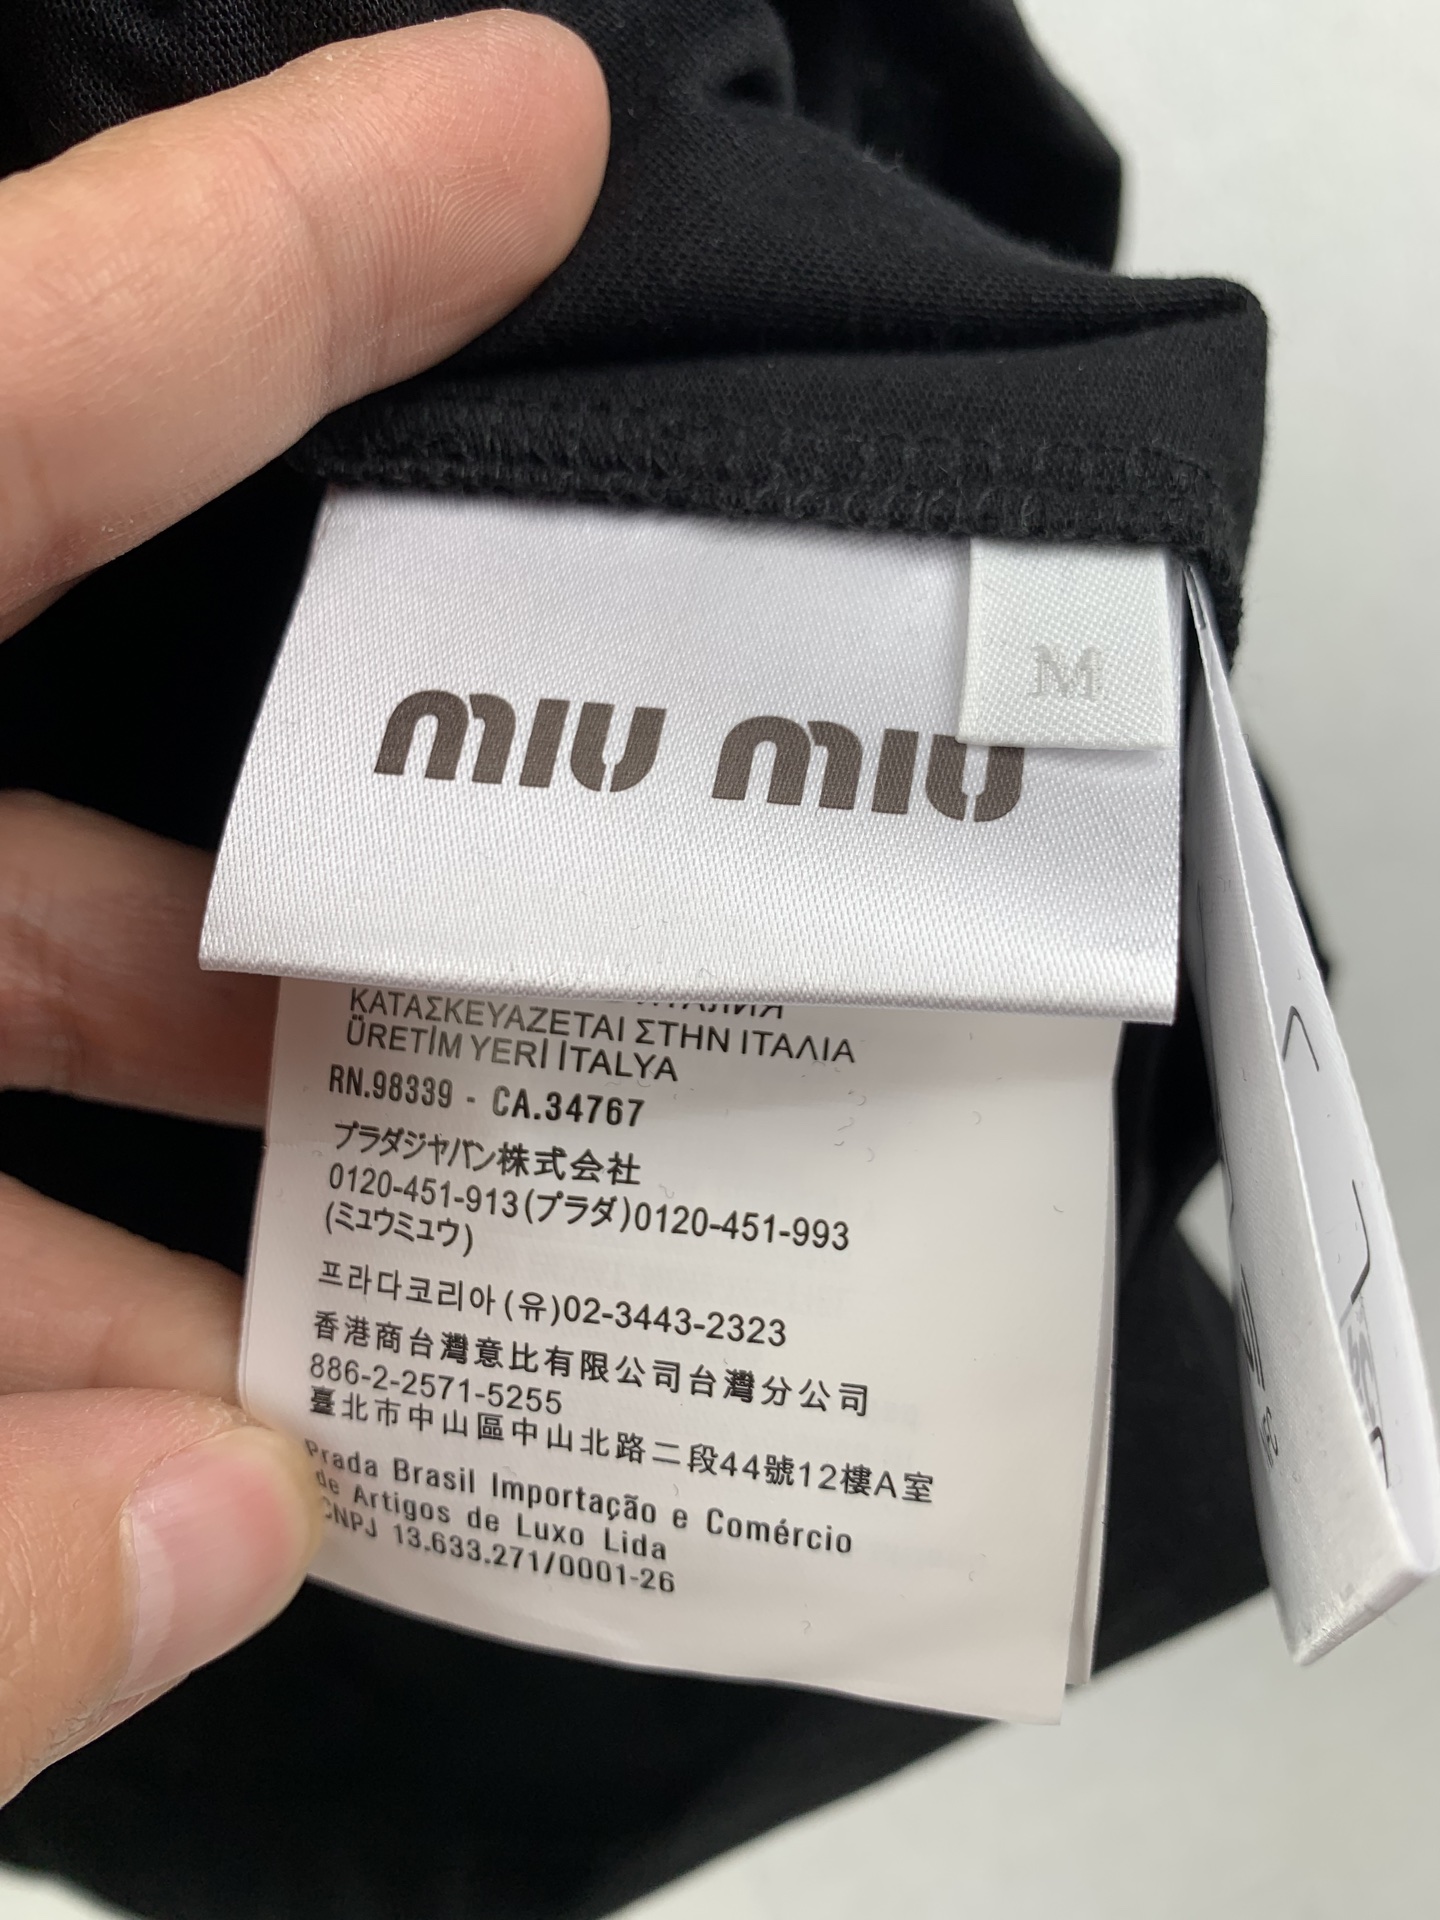 M
miu miu
ИТАЛИЯ
ΚΑΤΑΣΚΕΥΑΖΕΤΑΙ ΣΤΗΝ ΙΤΑΛΙΑ
ÜRETİM YERİ İTALYA
RN.98339 - CA.34767
プラダジャパン株式会社
0120-451-913(プラダ)0120-451-993
(ミュウミュウ)
프라다코리아(유)02-3443-2323
香港商台灣意比有限公司台灣分公司
886-2-2571-5255
臺北市中山區中山北路二段44號12樓A室
Prada Brasil Importação e Comércio
de Artigos de Luxo Lida
CNPJ 13.633.271/0001-26